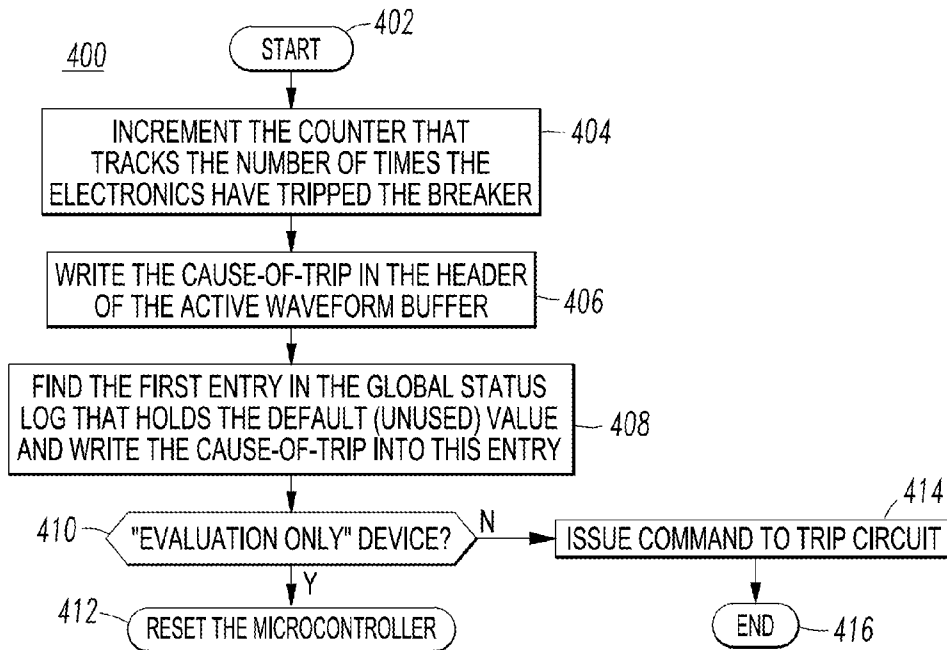 400
402
START
INCREMENT THE COUNTER THAT
TRACKS THE NUMBER OF TIMES THE
ELECTRONICS HAVE TRIPPED THE BREAKER
404
WRITE THE CAUSE-OF-TRIP IN THE HEADER
OF THE ACTIVE WAVEFORM BUFFER
406
FIND THE FIRST ENTRY IN THE GLOBAL STATUS
LOG THAT HOLDS THE DEFAULT (UNUSED) VALUE
AND WRITE THE CAUSE-OF-TRIP INTO THIS ENTRY
408
410
"EVALUATION ONLY" DEVICE?
N
414
ISSUE COMMAND TO TRIP CIRCUIT
Y
412
RESET THE MICROCONTROLLER
END
416